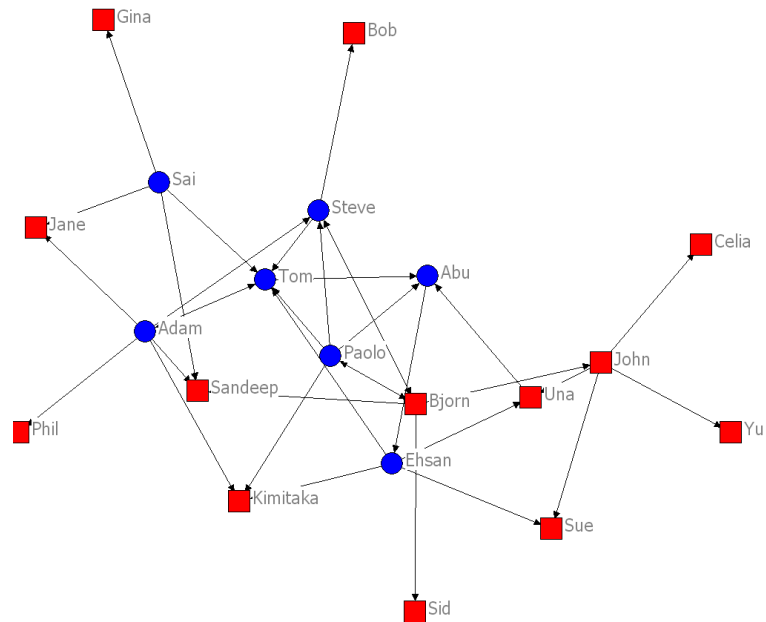 Gina
Bob
Sai
Steve
Jane
Celia
Tom
Abu
Adam
Paolo
John
Sandeep
Una
Bjorn
Phil
Yu
Ehsan
Kimitaka
Sue
Sid